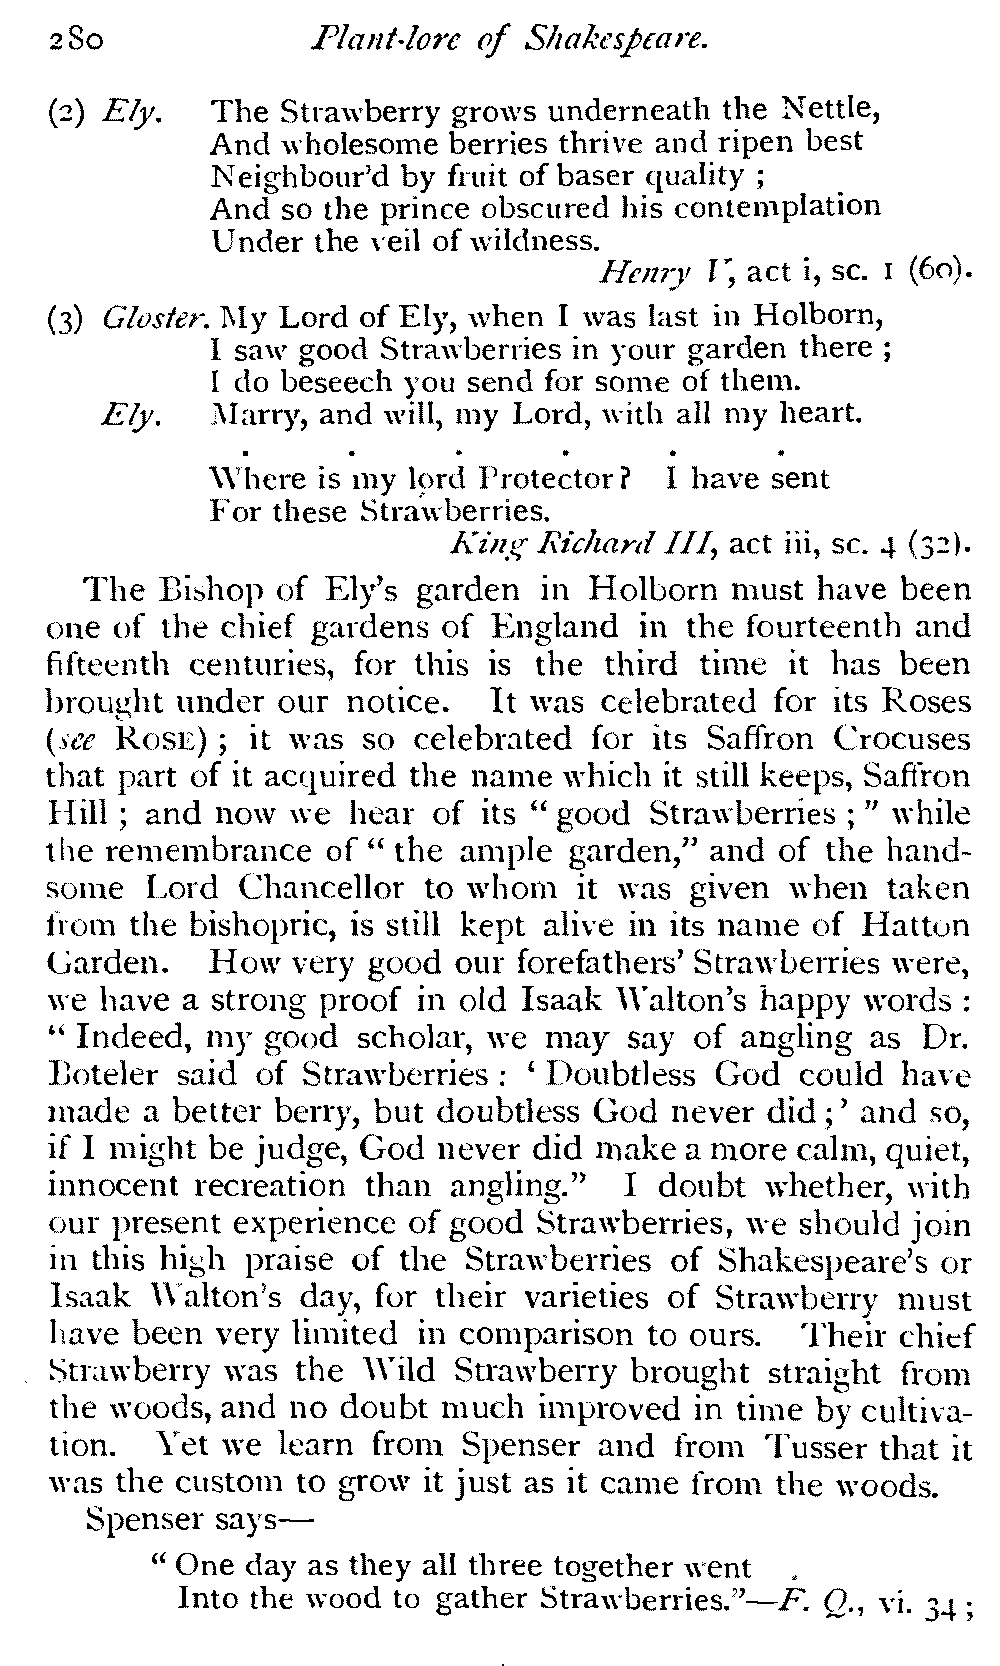 280 Plant-lore of Shakespeare.
(2) Ely. The Strawberry grows underneath the Nettle,
And wholesome berries thrive and ripen best
Neighbour'd by fruit of baser quality ;
And so the prince obscured his contemplation
Under the veil of wildness.
Henry V, act i, sc. 1 (60).
(3) Gloster. My Lord of Ely, when I was last in Holborn,
I saw good Strawberries in your garden there ;
I do beseech you send for some of them.
Ely. Marry, and will, my Lord, with all my heart.
. . . . . .
Where is my lord Protector? I have sent
For these Strawberries.
King Richard III, act iii, sc. 4 (32).
The Bishop of Ely's garden in Holborn must have been
one of the chief gardens of England in the fourteenth and
fifteenth centuries, for this is the third time it has been
brought under our notice. It was celebrated for its Roses
(see ROSE) ; it was so celebrated for its Saffron Crocuses
that part of it acquired the name which it still keeps, Saffron
Hill ; and now we hear of its " good Strawberries ; " while
the remembrance of " the ample garden," and of the hand-
some Lord Chancellor to whom it was given when taken
from the bishopric, is still kept alive in its name of Hatton
Garden. How very good our forefathers' Strawberries were,
we have a strong proof in old Isaak Walton's happy words :
" Indeed, my good scholar, we may say of angling as Dr.
Boteler said of Strawberries : ' Doubtless God could have
made a better berry, but doubtless God never did ; ' and so,
if I might be judge, God never did make a more calm, quiet,
innocent recreation than angling." I doubt whether, with
our present experience of good Strawberries, we should join
in this high praise of the Strawberries of Shakespeare's or
Isaak Walton's day, for their varieties of Strawberry must
have been very limited in comparison to ours. Their chief
Strawberry was the Wild Strawberry brought straight from
the woods, and no doubt much improved in time by cultiva-
tion. Yet we learn from Spenser and from Tusser that it
was the custom to grow it just as it came from the woods.
Spenser says—
" One day as they all three together went
Into the wood to gather Strawberries."—F. Q., vi. 34 ;